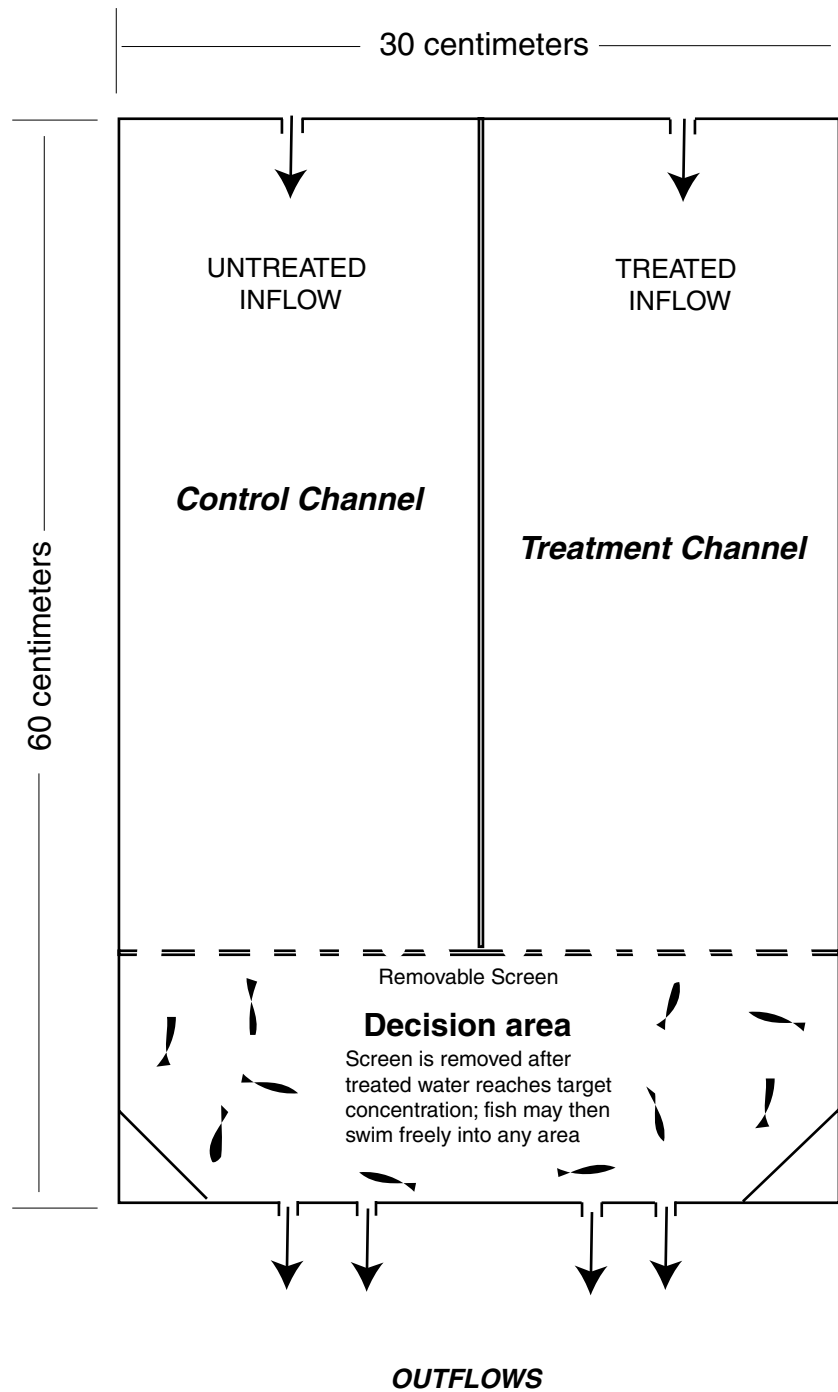 30 centimeters
UNTREATED
INFLOW
TREATED
INFLOW
Control Channel
Treatment Channel
60 centimeters
Removable Screen
Decision area
Screen is removed after
treated water reaches target
concentration; fish may then
swim freely into any area
OUTFLOWS